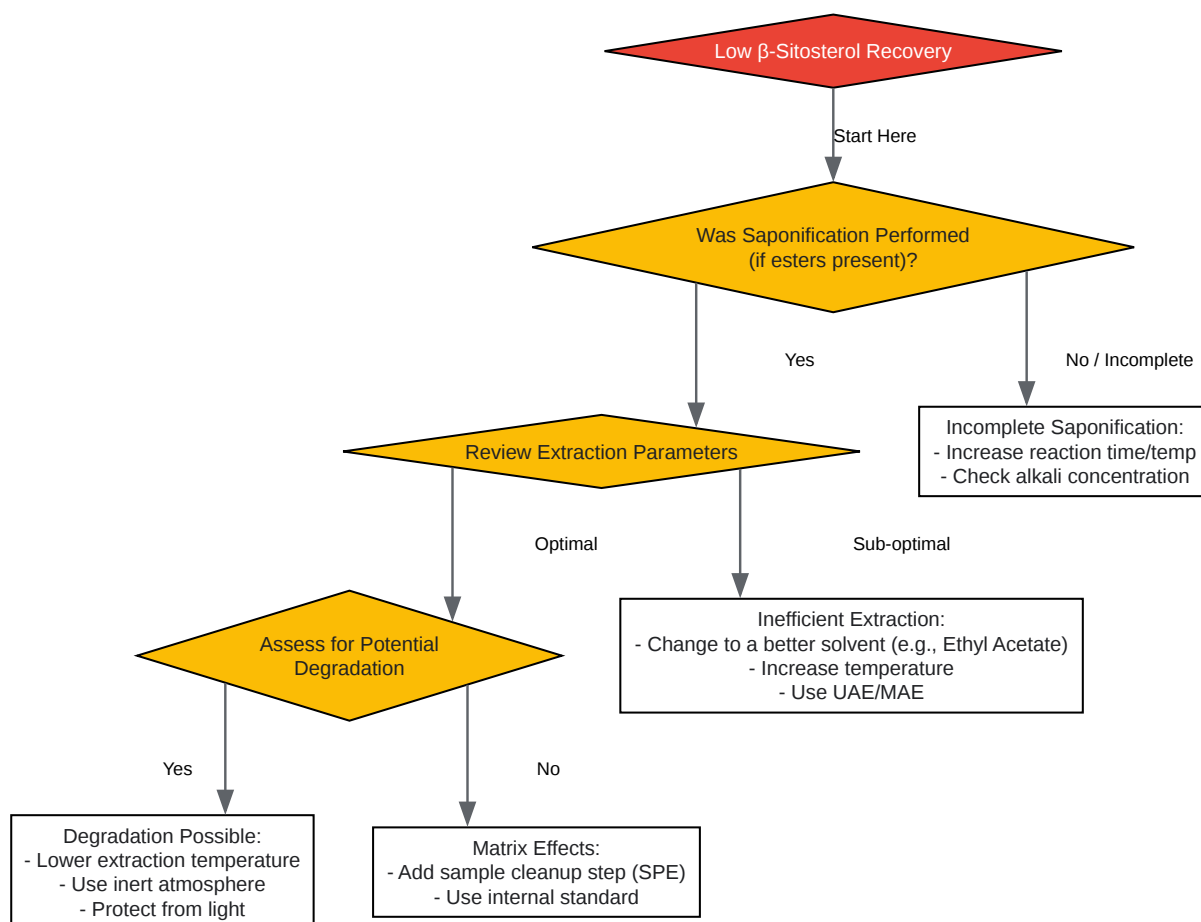 Low β-Sitosterol Recovery
Start Here
Was Saponification Performed
(if esters present)?
Yes
No / Incomplete
Incomplete Saponification:
- Increase reaction time/temp
- Check alkali concentration
Review Extraction Parameters
Optimal
Sub-optimal
Inefficient Extraction:
- Change to a better solvent (e.g., Ethyl Acetate)
- Increase temperature
- Use UAE/MAE
Assess for Potential
Degradation
Yes
No
Degradation Possible:
- Lower extraction temperature
- Use inert atmosphere
- Protect from light
Matrix Effects:
- Add sample cleanup step (SPE)
- Use internal standard